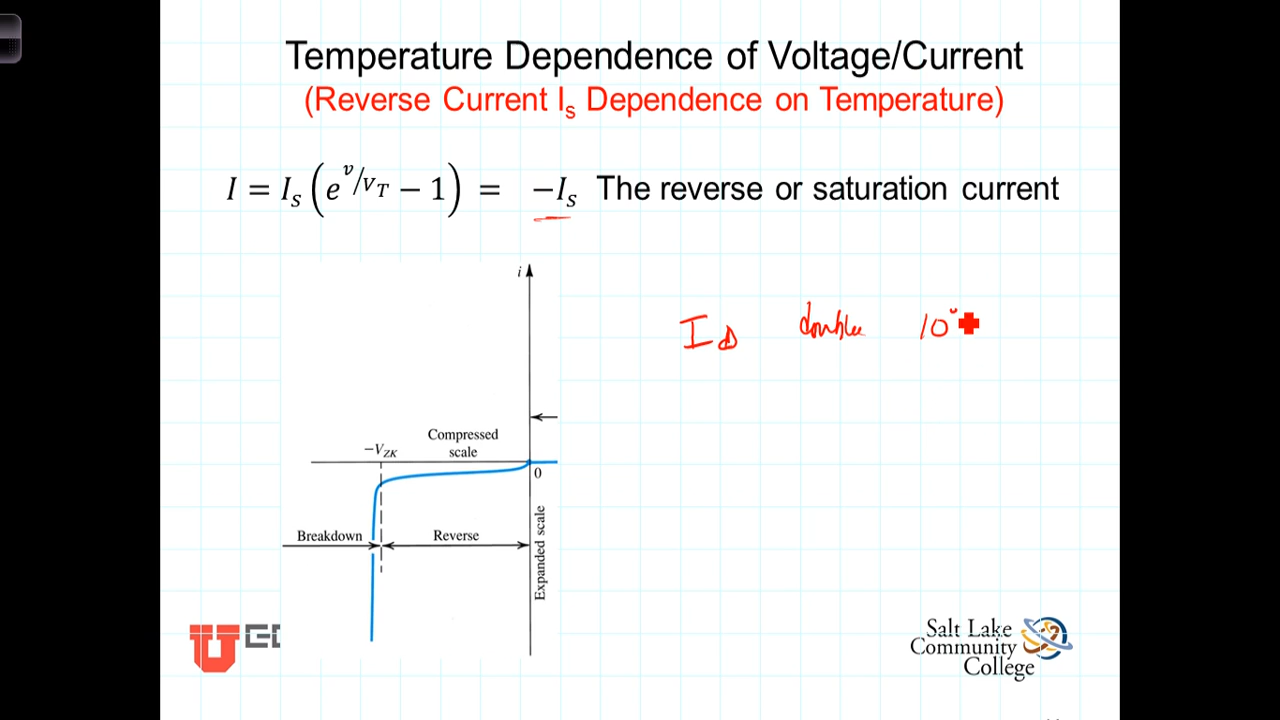 Temperature Dependence of Voltage/Current
(Reverse Current Is Dependence on Temperature)
I = Is (e^v/VT − 1) = −Is The reverse or saturation current
i
ID double 10°
Compressed
scale
−VZK
0
Breakdown
Reverse
Expanded scale
U
Salt Lake
Community
College